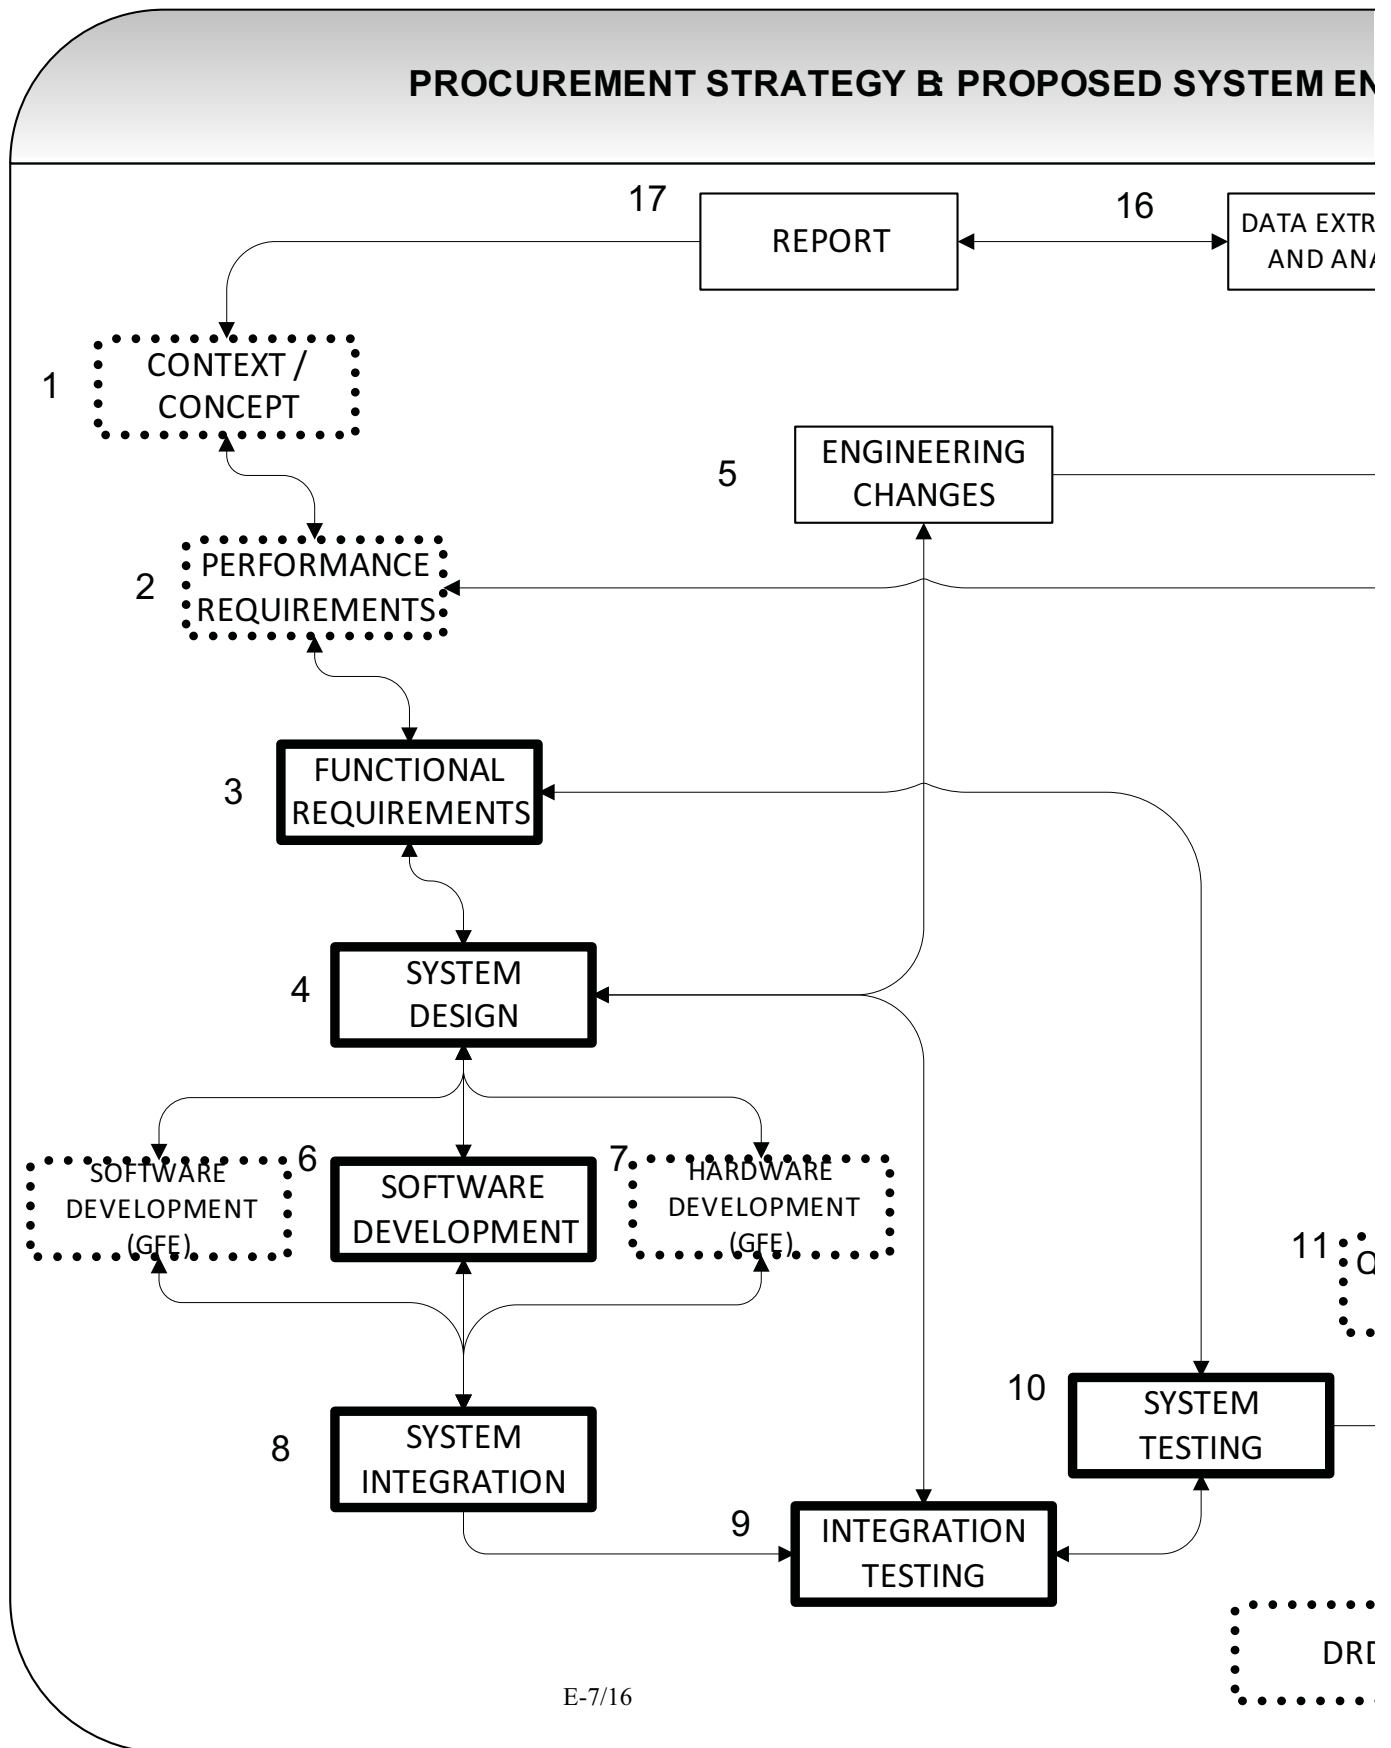 PROCUREMENT STRATEGY B: PROPOSED SYSTEM EN
17
REPORT
16
DATA EXTR
AND ANA
1
CONTEXT /
CONCEPT
5
ENGINEERING
CHANGES
2
PERFORMANCE
REQUIREMENTS
3
FUNCTIONAL
REQUIREMENTS
4
SYSTEM
DESIGN
SOFTWARE
DEVELOPMENT
(GFE)
6
SOFTWARE
DEVELOPMENT
7
HARDWARE
DEVELOPMENT
(GFE)
11
Q
10
SYSTEM
TESTING
8
SYSTEM
INTEGRATION
9
INTEGRATION
TESTING
DRD
E-7/16